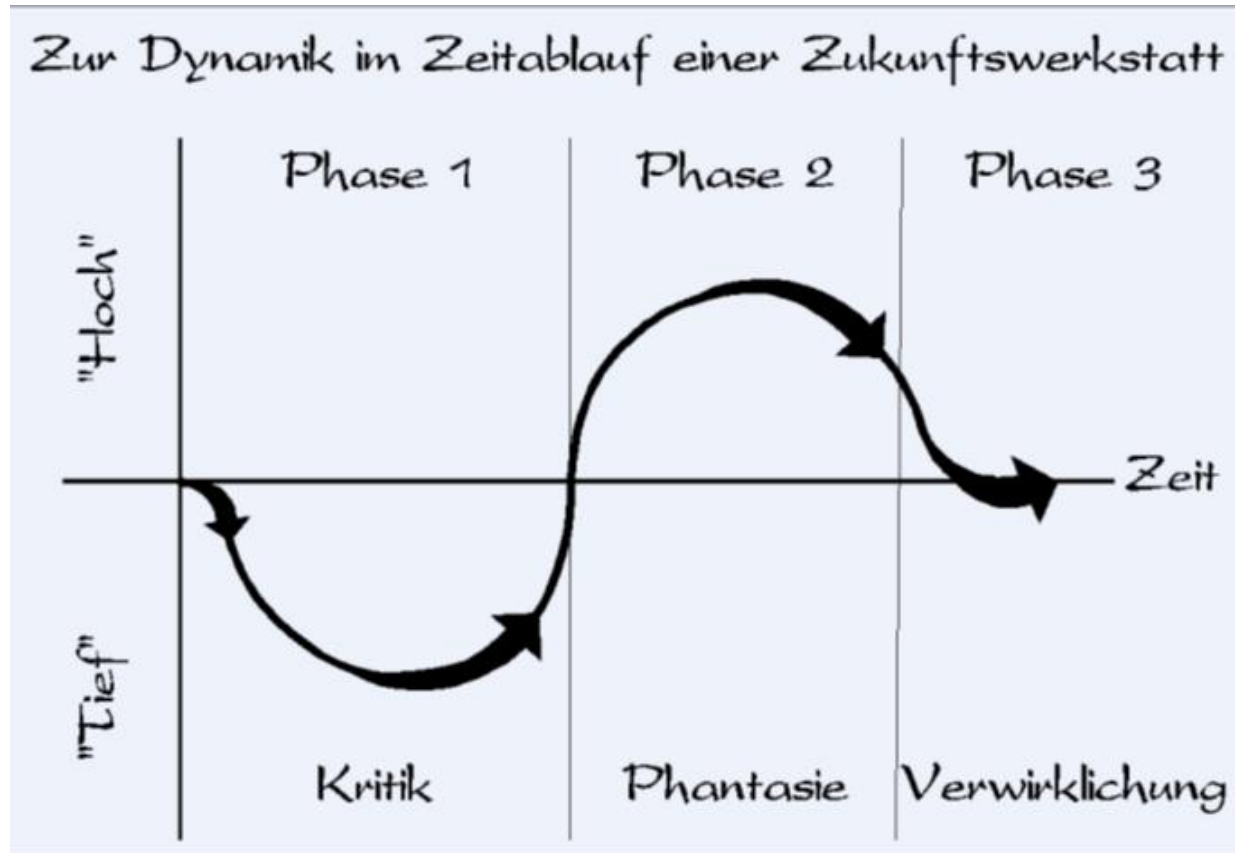 Zur Dynamik im Zeitablauf einer Zukunftswerkstatt
Phase 1
Phase 2
Phase 3
"Hoch"
Zeit
"Tief"
Kritik
Phantasie
Verwirklichung